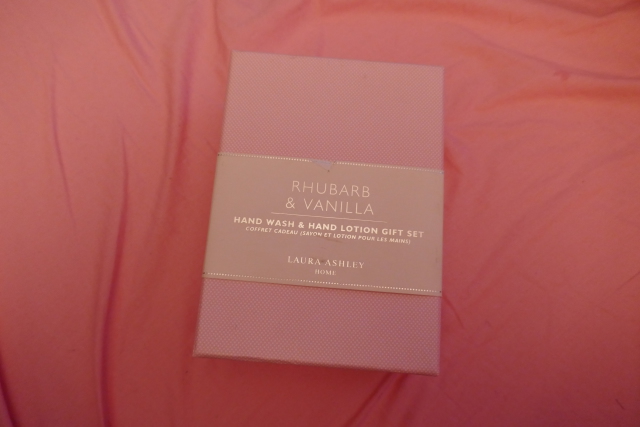 RHUBARB
& VANILLA
HAND WASH & HAND LOTION GIFT SET
COFFRET CADEAU (SAVON ET LOTION POUR LES MAINS)
LAURA ASHLEY
HOME